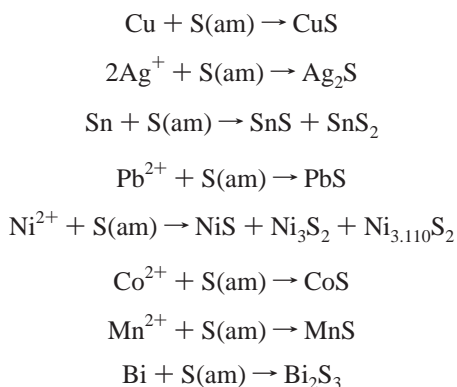 Cu + S(am) → CuS
2Ag⁺ + S(am) → Ag₂S
Sn + S(am) → SnS + SnS₂
Pb²⁺ + S(am) → PbS
Ni²⁺ + S(am) → NiS + Ni₃S₂ + Ni₃.₁₁₀S₂
Co²⁺ + S(am) → CoS
Mn²⁺ + S(am) → MnS
Bi + S(am) → Bi₂S₃